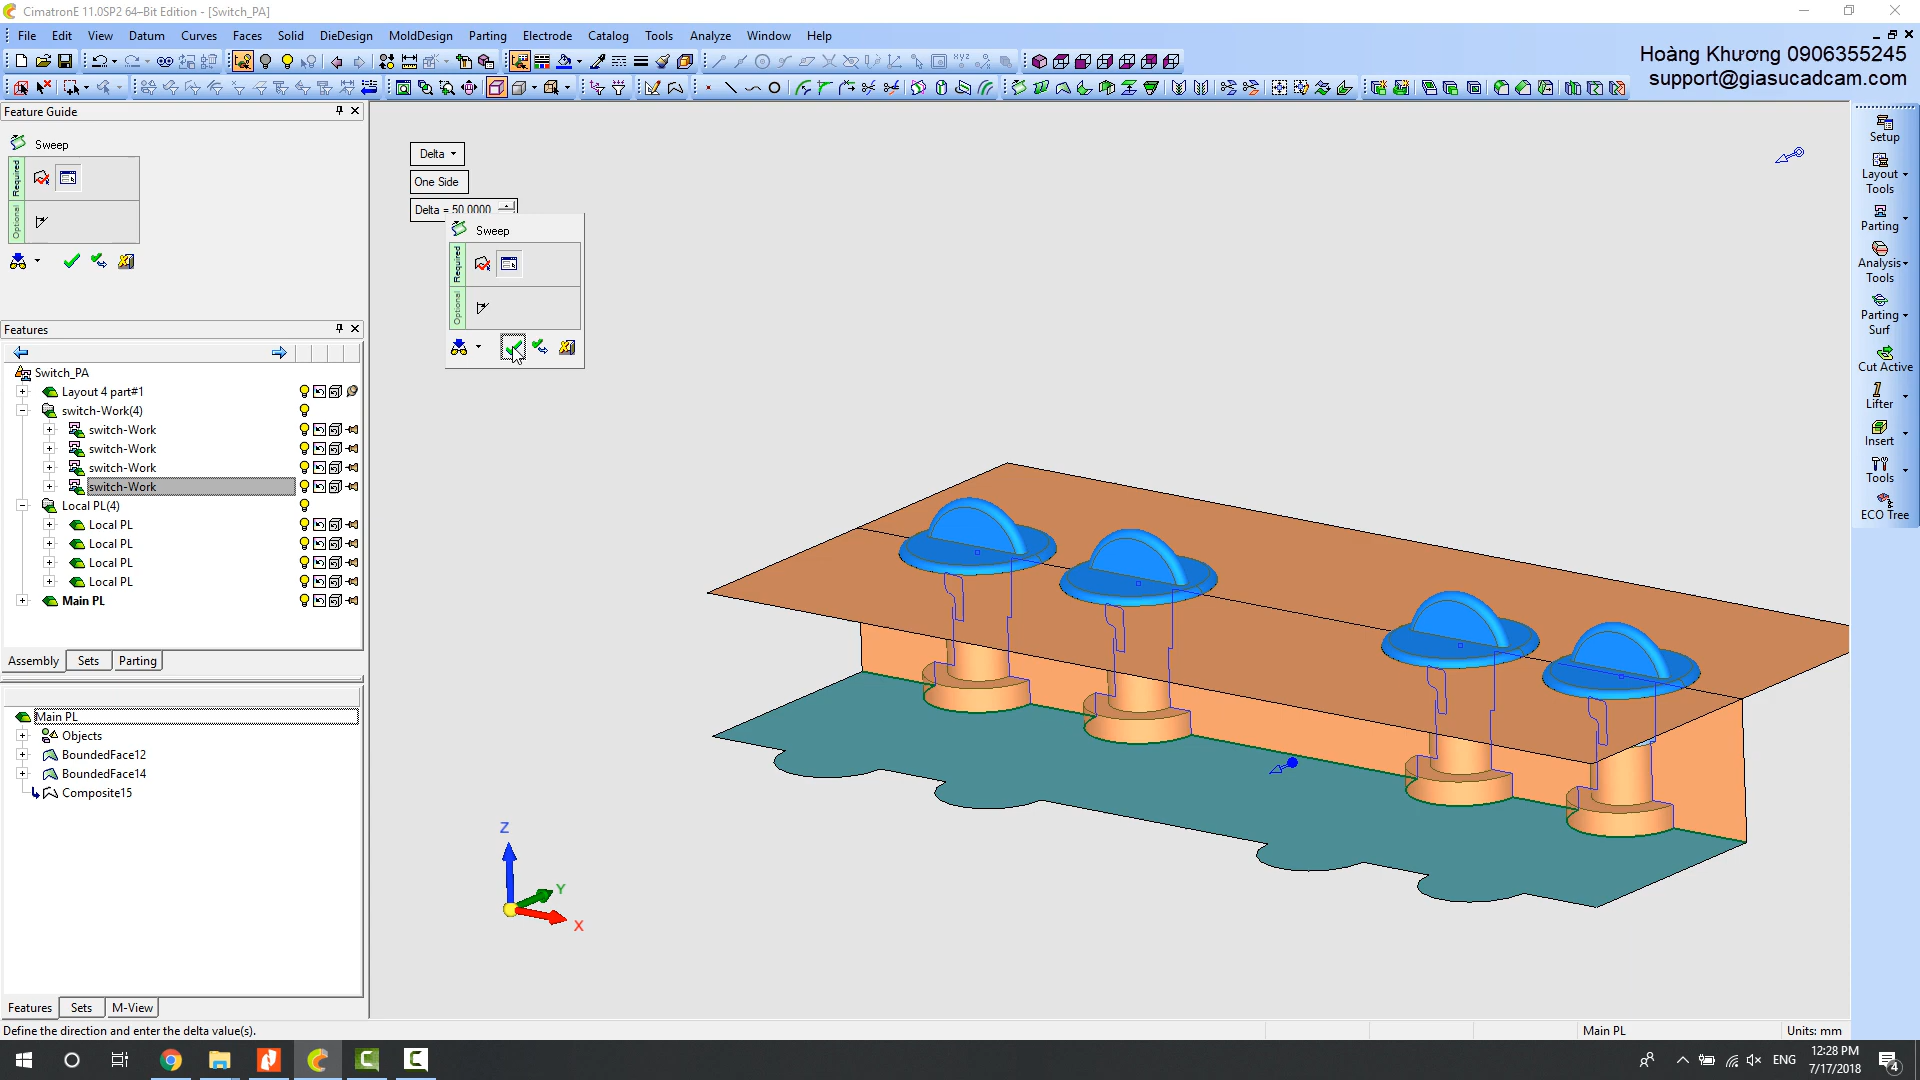 CimatronE 11.0SP2 64–Bit Edition - [Switch_PA]
File Edit View Datum Curves Faces Solid DieDesign MoldDesign Parting Electrode Catalog Tools Analyze Window Help
Hoàng Khương 0906355245
support@giasucadcam.com
Feature Guide
Sweep
Required
Optional
Features
Switch_PA
Layout 4 part#1
switch-Work(4)
switch-Work
switch-Work
switch-Work
switch-Work
Local PL(4)
Local PL
Local PL
Local PL
Local PL
Main PL
Assembly Sets Parting
Main PL
Objects
BoundedFace12
BoundedFace14
Composite15
Features Sets M-View
Delta
One Side
Delta = 50.0000
Sweep
Required
Optional
Z
Y
X
Setup
Layout
Tools
Parting
Analysis
Tools
Parting
Surf
Cut Active
Lifter
Insert
Tools
ECO Tree
Define the direction and enter the delta value(s).
Main PL
Units: mm
ENG
12:28 PM
7/17/2018
4